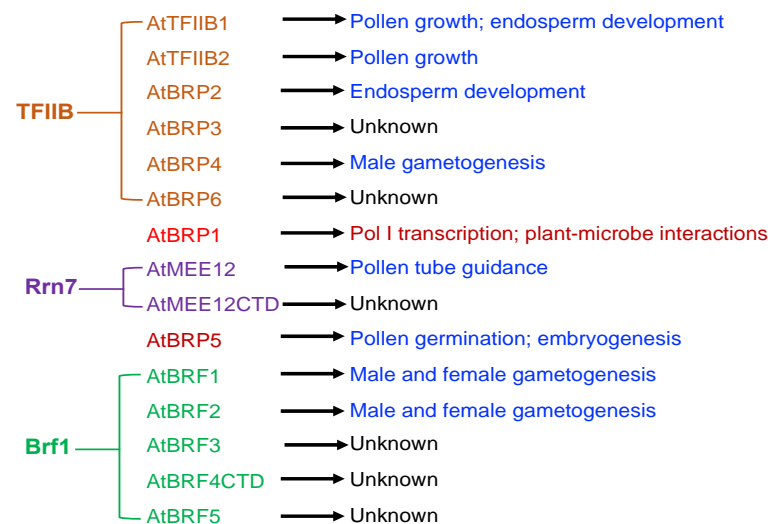 AtTFIIB1 Pollen growth; endosperm development
AtTFIIB2 Pollen growth
AtBRP2 Endosperm development
TFIIB
AtBRP3 Unknown
AtBRP4 Male gametogenesis
AtBRP6 Unknown
AtBRP1 Pol I transcription; plant-microbe interactions
AtMEE12 Pollen tube guidance
Rrn7
AtMEE12CTD Unknown
AtBRP5 Pollen germination; embryogenesis
AtBRF1 Male and female gametogenesis
AtBRF2 Male and female gametogenesis
Brf1
AtBRF3 Unknown
AtBRF4CTD Unknown
AtBRF5 Unknown